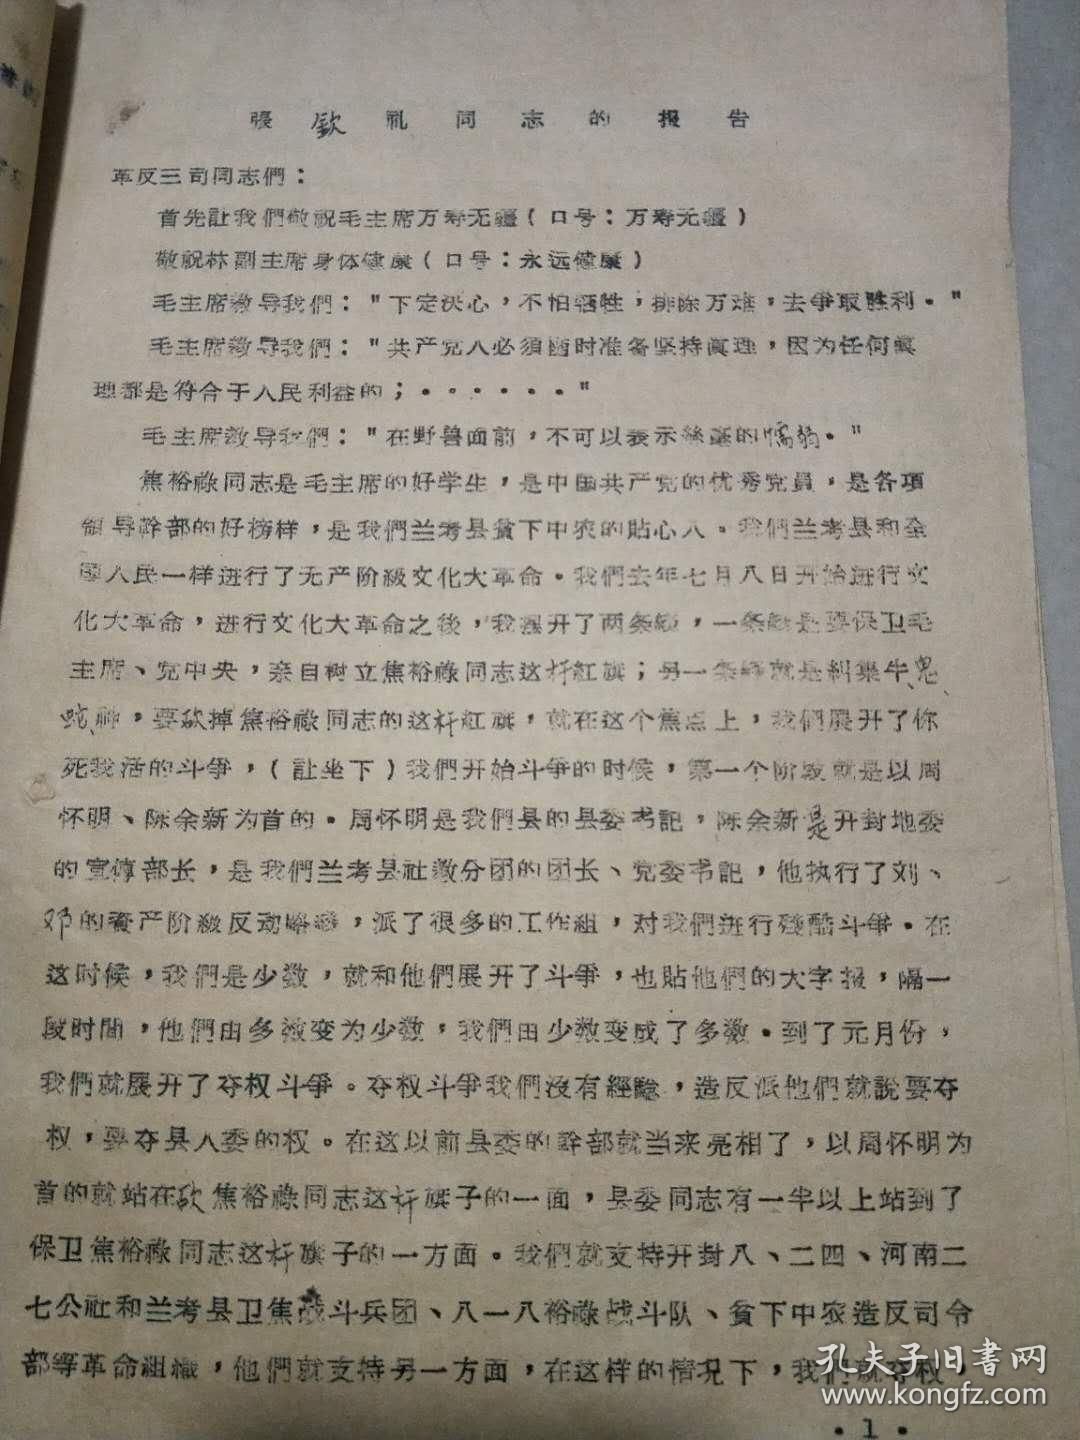 張欽礼同志的报告
革反三司同志們：
首先註我們敬祝毛主席万寿无疆（口号：万寿无疆）
敬祝林副主席身体健康（口号：永远健康）
毛主席教导我們："下定决心，不怕牺牲，排除万难，去爭取胜利。"
毛主席教导我們："共产党人必須随时准备坚持真理，因为任何真
理都是符合于人民利益的；······"
毛主席教导我們："在野兽面前，不可以表示絲毫的懦弱。"
焦裕祿同志是毛主席的好学生，是中国共产党的优秀党員，是各項
領导幹部的好榜样，是我們兰考县貧下中农的貼心人。我們兰考县和全
國人民一样进行了无产阶級文化大革命。我們去年七月八日开始进行文
化大革命，进行文化大革命之後，我展开了两条線，一条線是要保卫毛
主席、党中央，亲自树立焦裕祿同志这杆紅旗；另一条線就是糾集牛鬼
蛇神，要砍掉焦裕祿同志的这杆紅旗，就在这个焦点上，我們展开了你
死我活的斗爭，（註坐下）我們开始斗爭的时候，第一个阶段就是以周
怀明、陈余新为首的。周怀明是我們县的县委书記，陈余新是开封地委
的宣傳部长，是我們兰考县社教分团的团长、党委书記，他执行了刘、
邓的資产阶級反动路線，派了很多的工作組，对我們进行残酷斗爭。在
这时候，我們是少数，就和他們展开了斗爭，也貼他們的大字报，隔一
段时間，他們由多数变为少数，我們由少数变成了多数。到了元月份，
我們就展开了夺权斗爭。夺权斗爭我們沒有經驗，造反派他們就說要夺
权，要夺县人委的权。在这以前县委的幹部就当来亮相了，以周怀明为
首的就站在砍焦裕祿同志这杆旗子的一面，县委同志有一半以上站到了
保卫焦裕祿同志这杆旗子的一方面。我們就支持开封八、二四、河南二
七公社和兰考县卫焦战斗兵团、八一八裕祿战斗队、貧下中农造反司令
部等革命組織，他們就支持另一方面，在这样的情况下，我們就夺权，
·1·
孔夫子旧書网
www.kongfz.com